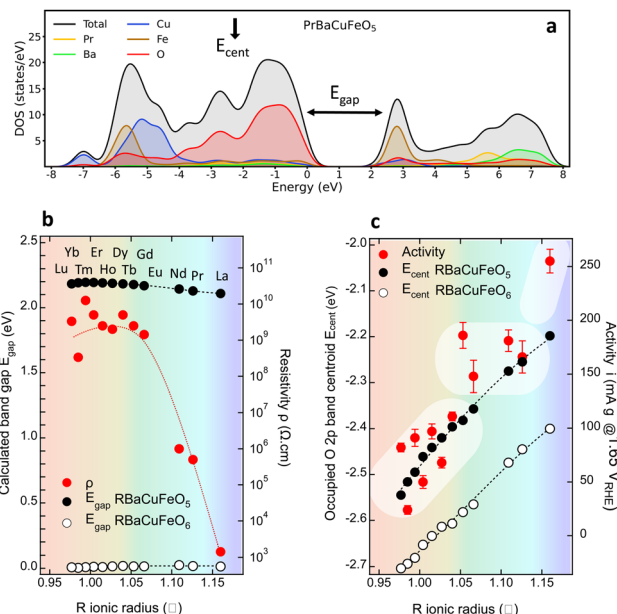 Total
Pr
Ba
Cu
Fe
O
PrBaCuFeO5
a
Ecent
Egap
DOS (states/eV)
25
20
15
10
5
-8 -7 -6 -5 -4 -3 -2 -1 0 1 2 3 4 5 6 7 8
Energy (eV)
b
Yb Er Dy Gd
Lu Tm Ho Tb Eu Nd Pr La
Calculated band gap Egap (eV)
2.5
2.0
1.5
1.0
0.5
0.0
ρ
Egap RBaCuFeO5
Egap RBaCuFeO6
Resistivity ρ (Ω.cm)
10^11
10^10
10^9
10^8
10^7
10^6
10^5
10^4
10^3
0.95 1.00 1.05 1.10 1.15
R ionic radius (□)
c
Activity
Ecent RBaCuFeO5
Ecent RBaCuFeO6
Occupied O 2p band centroid Ecent (eV)
-2.0
-2.2
-2.3
-2.4
-2.5
-2.6
-2.7
Activity i (mA g @1.65 VRHE)
250
200
150
100
50
0
0.95 1.00 1.05 1.10 1.15
R ionic radius (□)